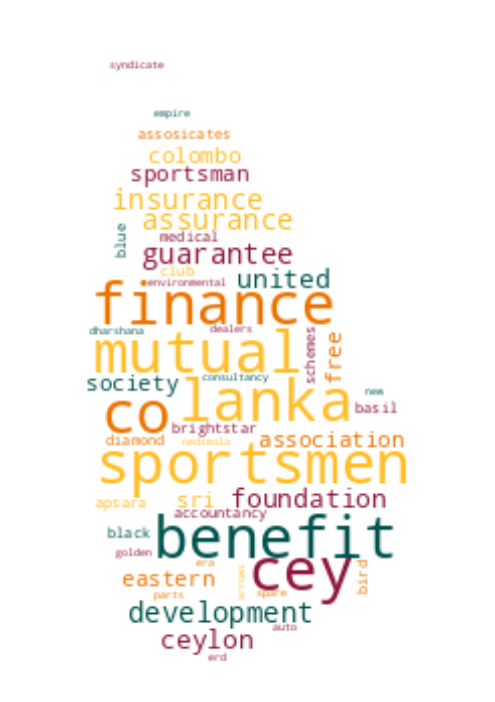 syndicate
empire
assosicates
colombo
sportsman
insurance
assurance
blue
medical
guarantee
club
united
environmental
finance
dharshana
dealers
mutual
schemes
free
society
consultancy
lanka
new
co
basil
brightstar
diamond
nedimala
association
sportsmen
apsara
sri
foundation
accountancy
black
benefit
golden
cey
era
eastern
arrows
bird
parts
spare
development
auto
ceylon
erd